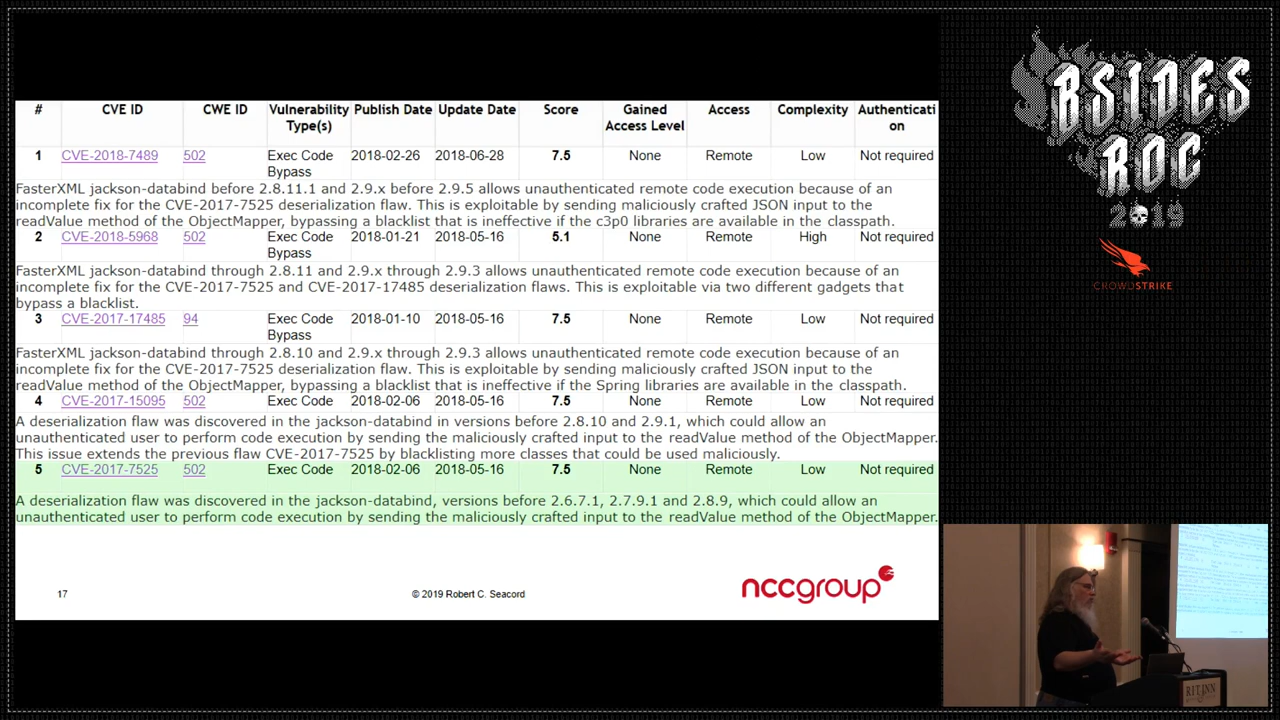 # CVE ID CWE ID Vulnerability Type(s) Publish Date Update Date Score Gained Access Level Access Complexity Authenticati on
1 CVE-2018-7489 502 Exec Code Bypass 2018-02-26 2018-06-28 7.5 None Remote Low Not required
FasterXML jackson-databind before 2.8.11.1 and 2.9.x before 2.9.5 allows unauthenticated remote code execution because of an
incomplete fix for the CVE-2017-7525 deserialization flaw. This is exploitable by sending maliciously crafted JSON input to the
readValue method of the ObjectMapper, bypassing a blacklist that is ineffective if the c3p0 libraries are available in the classpath.
2 CVE-2018-5968 502 Exec Code Bypass 2018-01-21 2018-05-16 5.1 None Remote High Not required
FasterXML jackson-databind through 2.8.11 and 2.9.x through 2.9.3 allows unauthenticated remote code execution because of an
incomplete fix for the CVE-2017-7525 and CVE-2017-17485 deserialization flaws. This is exploitable via two different gadgets that
bypass a blacklist.
3 CVE-2017-17485 94 Exec Code Bypass 2018-01-10 2018-05-16 7.5 None Remote Low Not required
FasterXML jackson-databind through 2.8.10 and 2.9.x through 2.9.3 allows unauthenticated remote code execution because of an
incomplete fix for the CVE-2017-7525 deserialization flaw. This is exploitable by sending maliciously crafted JSON input to the
readValue method of the ObjectMapper, bypassing a blacklist that is ineffective if the Spring libraries are available in the classpath.
4 CVE-2017-15095 502 Exec Code 2018-02-06 2018-05-16 7.5 None Remote Low Not required
A deserialization flaw was discovered in the jackson-databind in versions before 2.8.10 and 2.9.1, which could allow an
unauthenticated user to perform code execution by sending the maliciously crafted input to the readValue method of the ObjectMapper.
This issue extends the previous flaw CVE-2017-7525 by blacklisting more classes that could be used maliciously.
5 CVE-2017-7525 502 Exec Code 2018-02-06 2018-05-16 7.5 None Remote Low Not required
A deserialization flaw was discovered in the jackson-databind, versions before 2.6.7.1, 2.7.9.1 and 2.8.9, which could allow an
unauthenticated user to perform code execution by sending the maliciously crafted input to the readValue method of the ObjectMapper.
17
© 2019 Robert C. Seacord
nccgroup
BSIDES
ROC
2019
CROWDSTRIKE
RIT INN